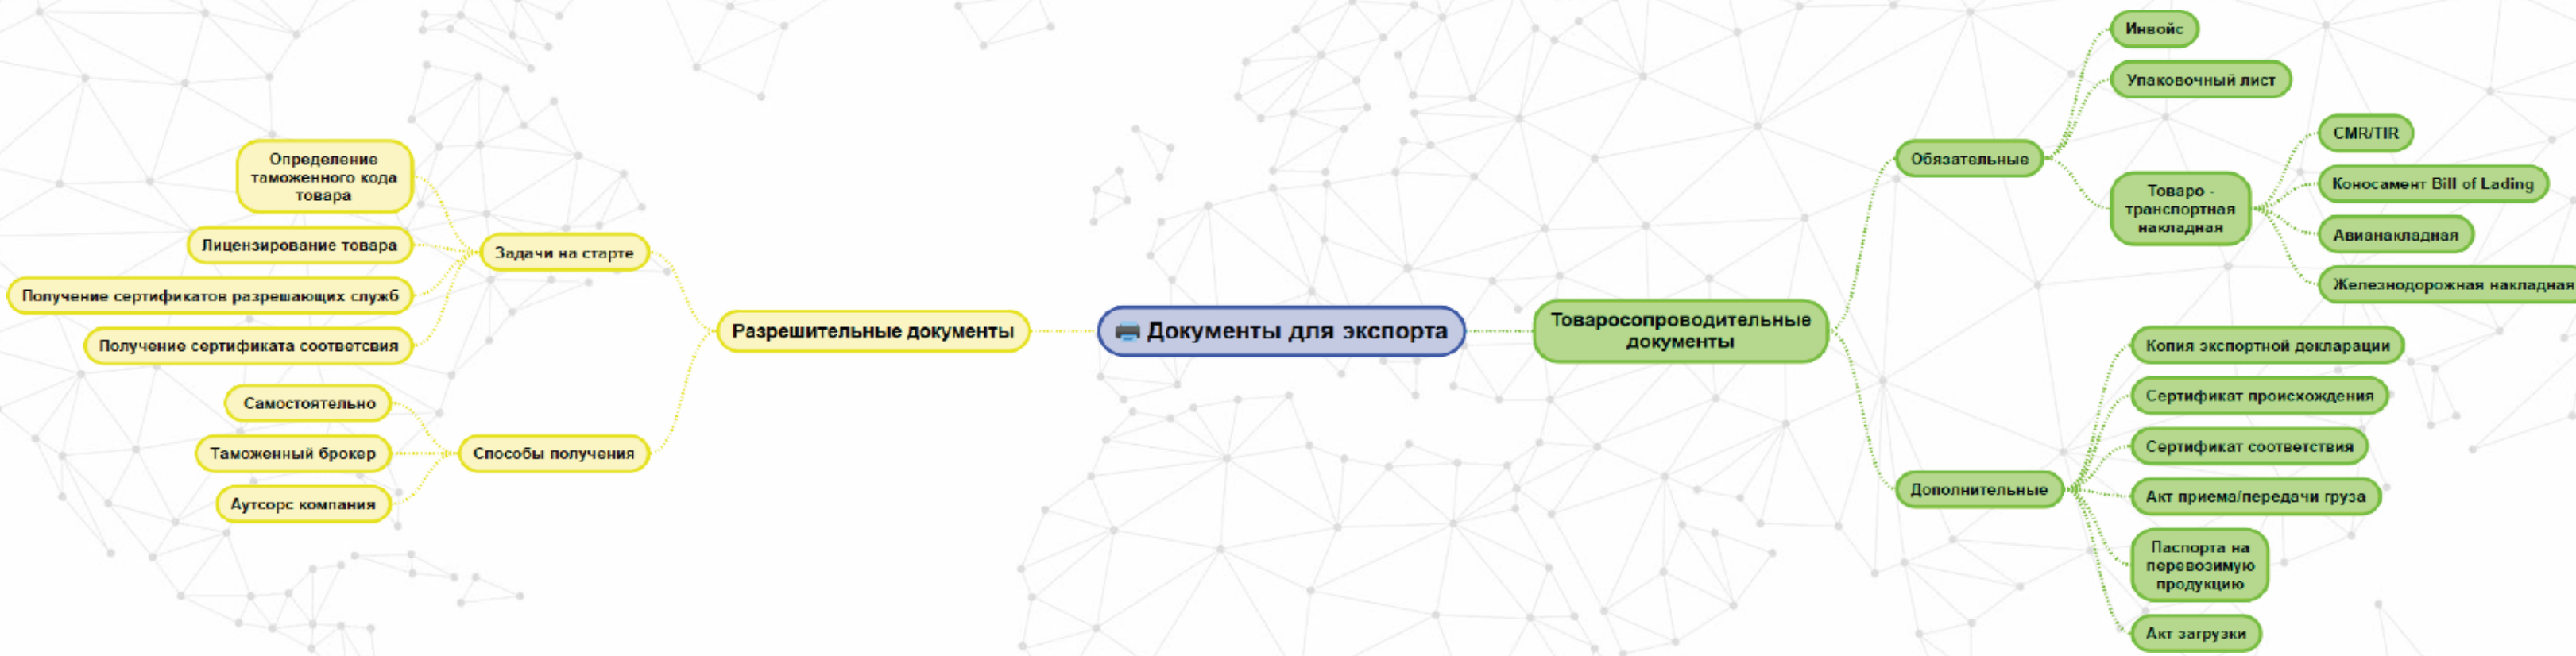 Документы для экспорта
Разрешительные документы
Задачи на старте
Определение
таможенного кода
товара
Лицензирование товара
Получение сертификатов разрешающих служб
Получение сертификата соответсвия
Способы получения
Самостоятельно
Таможенный брокер
Аутсорс компания
Товаросопроводительные
документы
Обязательные
Инвойс
Упаковочный лист
Товаро -
транспортная
накладная
CMR/TIR
Коносамент Bill of Lading
Авианакладная
Железнодорожная накладная
Дополнительные
Копия экспортной декларации
Сертификат происхождения
Сертификат соответствия
Акт приема/передачи груза
Паспорта на
перевозимую
продукцию
Акт загрузки